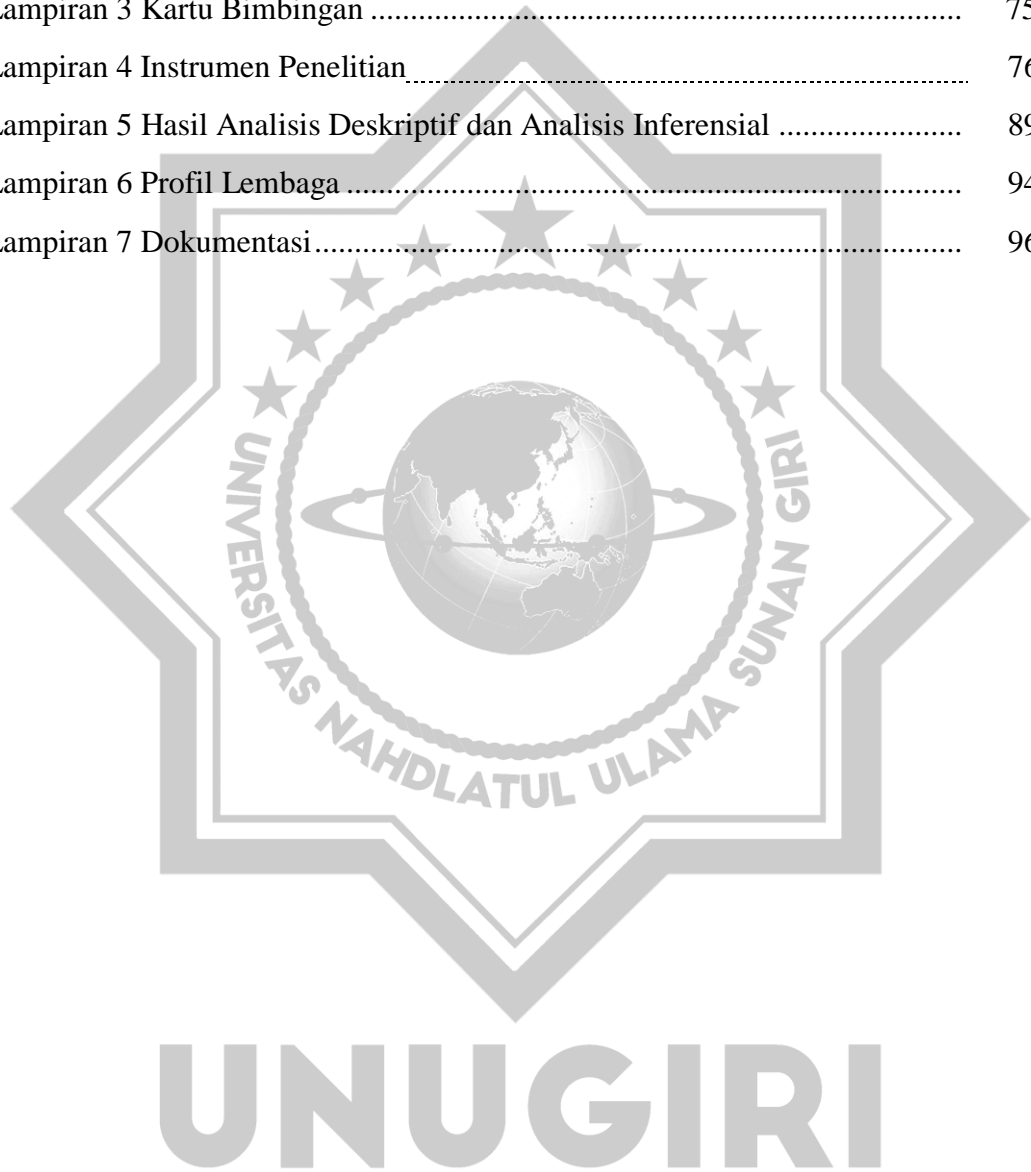 Lampiran 3 Kartu Bimbingan ........................................................................ 75
Lampiran 4 Instrumen Penelitian ........................................................................ 76
Lampiran 5 Hasil Analisis Deskriptif dan Analisis Inferensial ...................... 89
Lampiran 6 Profil Lembaga ........................................................................ 94
Lampiran 7 Dokumentasi ........................................................................ 96
UNIVERSITAS NAHDLATUL ULAMA SUNAN GIRI
UNUGIRI